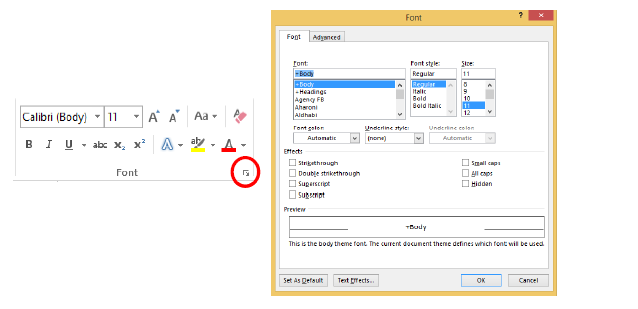 Calibri (Body) 11 A A Aa
B I U abc x₂ x² A aby A
Font
Font
? ×
Font Advanced
Font: Font style: Size:
+Body Regular 11
+Body Regular 8
+Headings Italic 9
Agency FB Bold 10
Aharoni Bold Italic 11
Aldhabi 12
Font color: Underline style: Underline color:
Automatic (none) Automatic
Effects
Strikethrough Small caps
Double strikethrough All caps
Superscript Hidden
Subscript
Preview
+Body
This is the body theme font. The current document theme defines which font will be used.
Set As Default Text Effects... OK Cancel